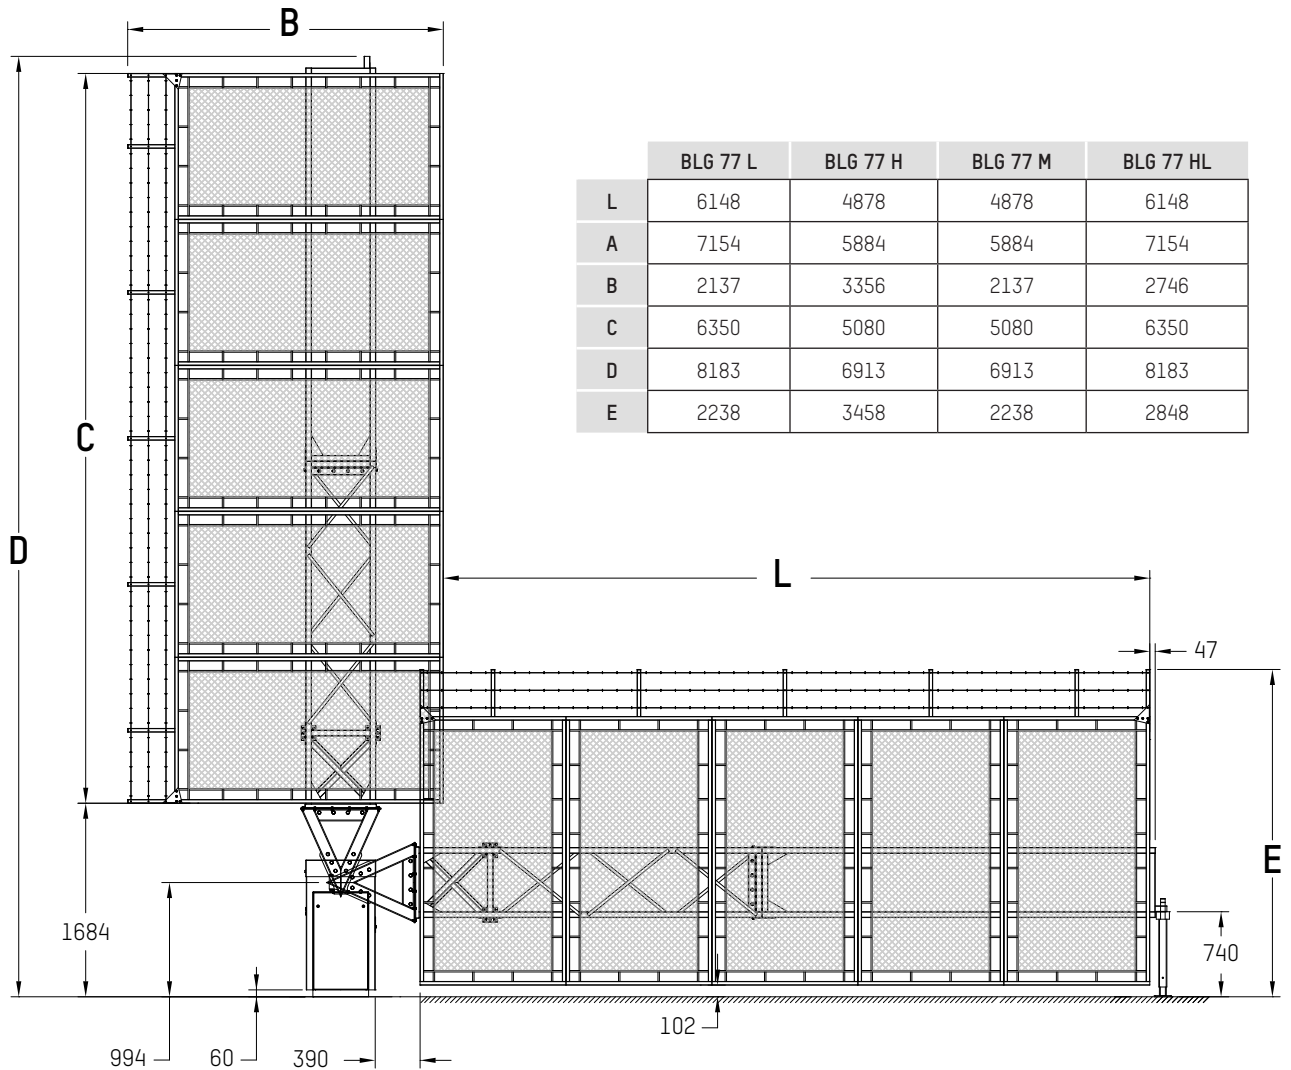 B
BLG 77 L BLG 77 H BLG 77 M BLG 77 HL
L 6148 4878 4878 6148
A 7154 5884 5884 7154
B 2137 3356 2137 2746
C 6350 5080 5080 6350
D 8183 6913 6913 8183
E 2238 3458 2238 2848
C
D
L
47
E
1684
740
102
994 60 390